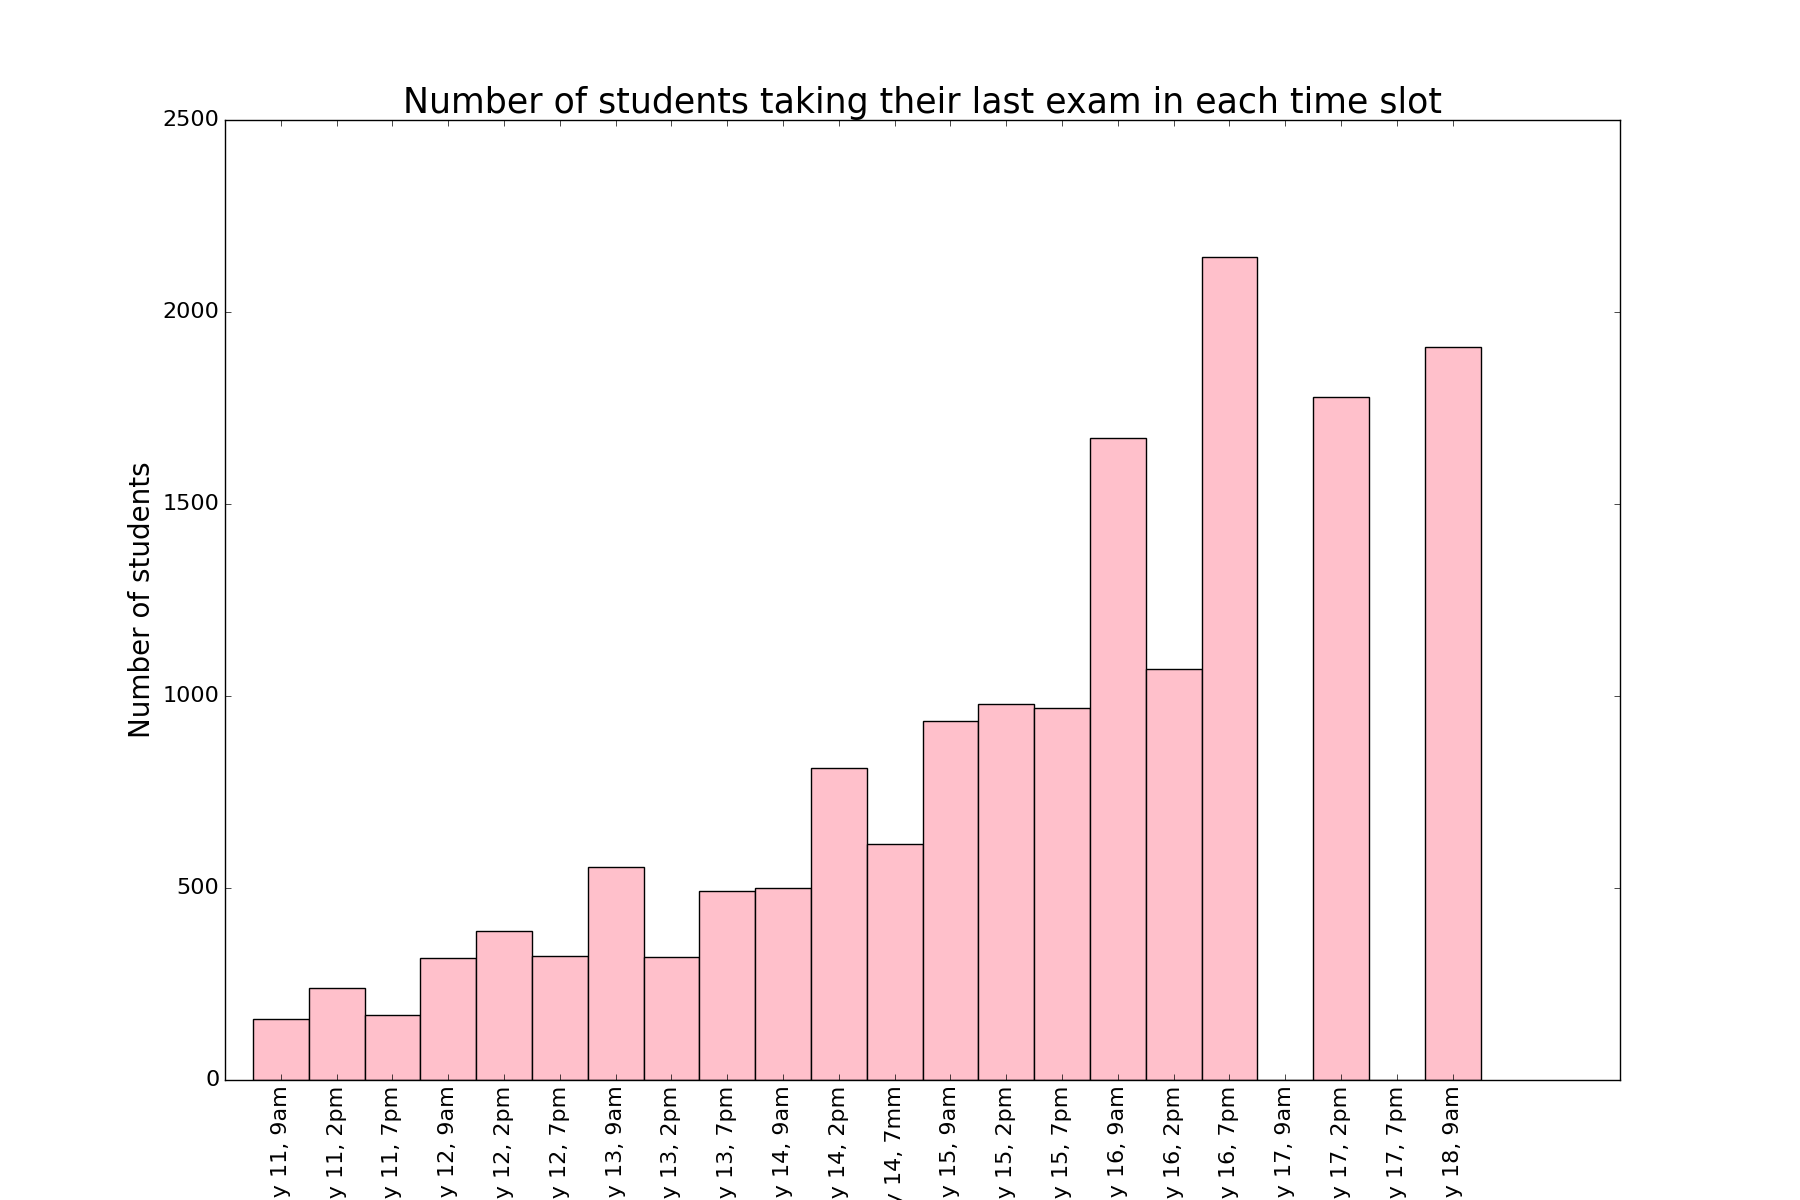 Number of students taking their last exam in each time slot
Number of students
2500
2000
1500
1000
500
0
y 11, 9am
y 11, 2pm
y 11, 7pm
y 12, 9am
y 12, 2pm
y 12, 7pm
y 13, 9am
y 13, 2pm
y 13, 7pm
y 14, 9am
y 14, 2pm
y 14, 7mm
y 15, 9am
y 15, 2pm
y 15, 7pm
y 16, 9am
y 16, 2pm
y 16, 7pm
y 17, 9am
y 17, 2pm
y 17, 7pm
y 18, 9am